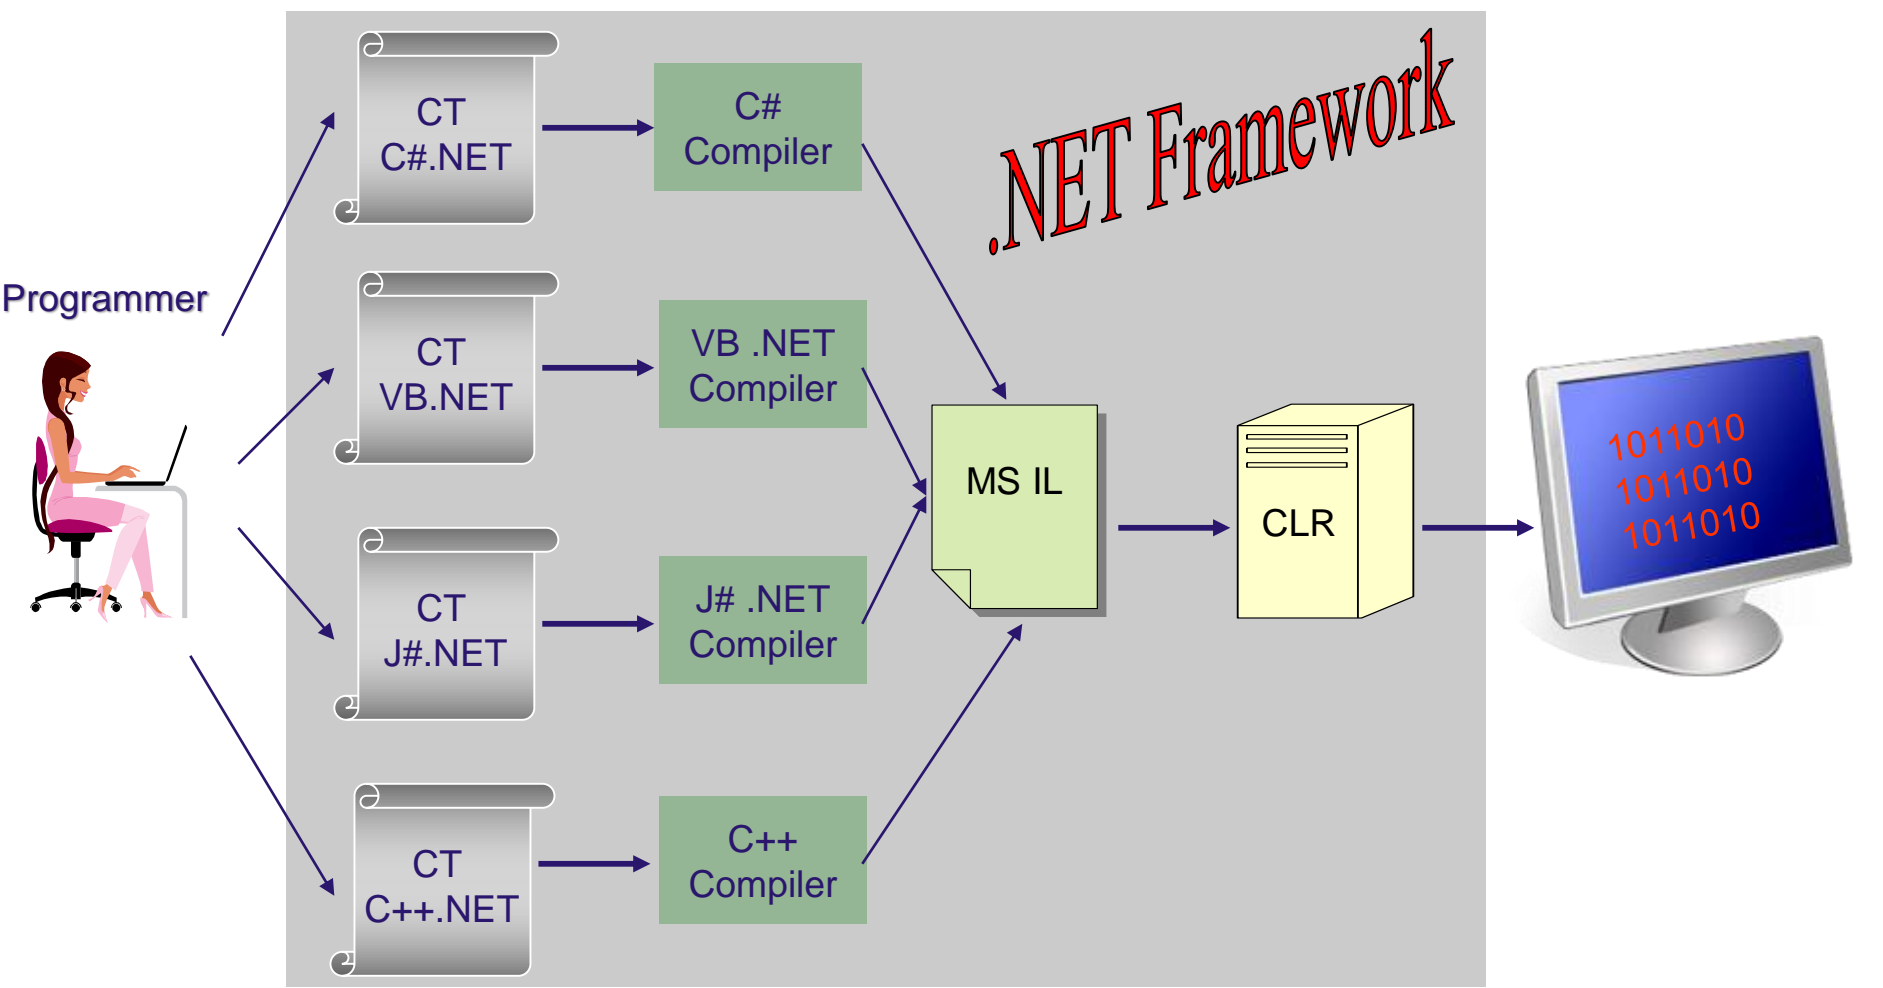 .NET Framework
Programmer
CT
C#.NET
C#
Compiler
CT
VB.NET
VB .NET
Compiler
CT
J#.NET
J# .NET
Compiler
CT
C++.NET
C++
Compiler
MS IL
CLR
1011010
1011010
1011010